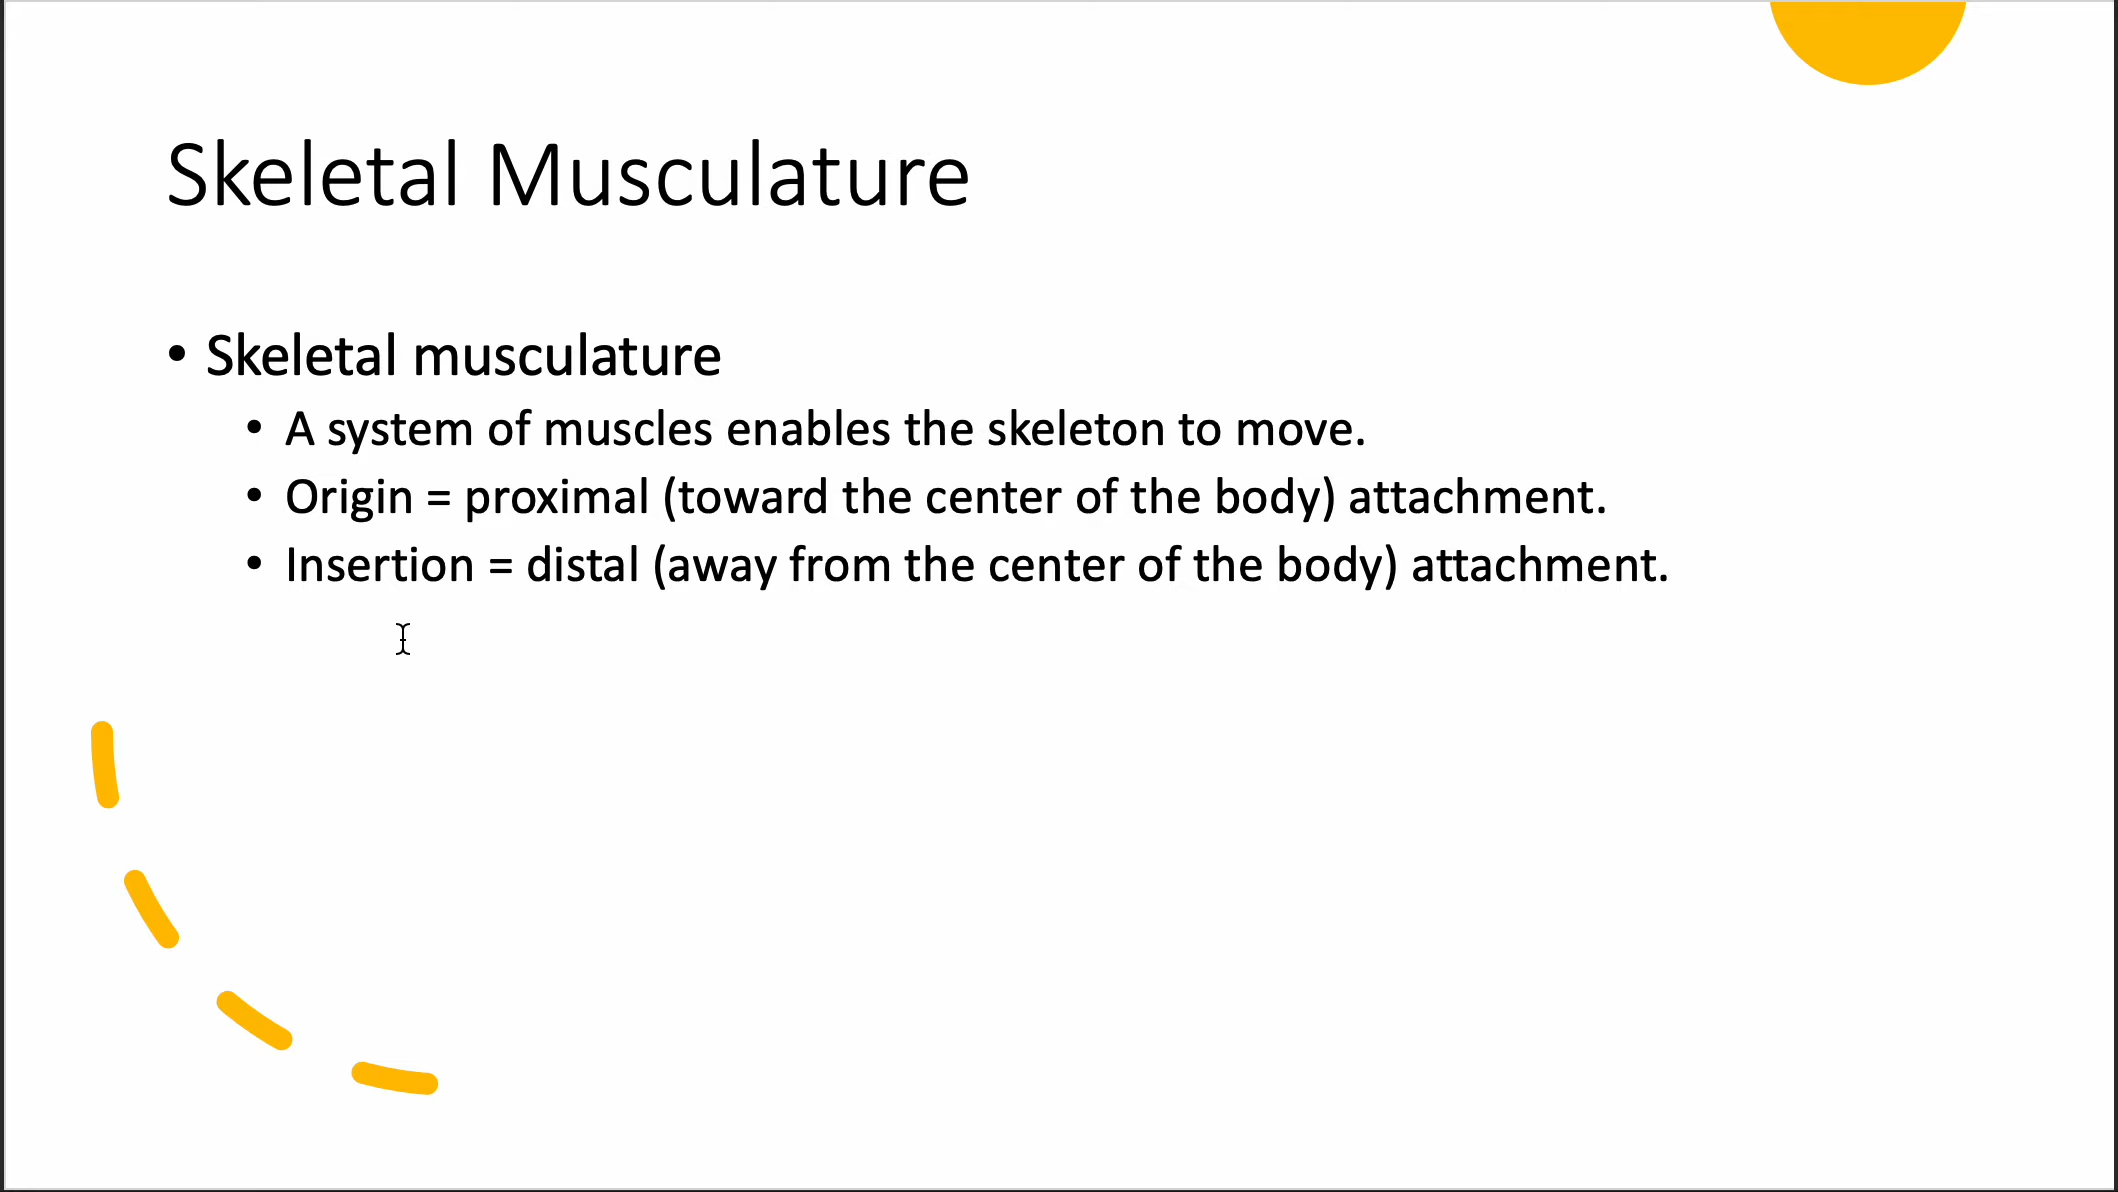 Skeletal Musculature
• Skeletal musculature
• A system of muscles enables the skeleton to move.
• Origin = proximal (toward the center of the body) attachment.
• Insertion = distal (away from the center of the body) attachment.